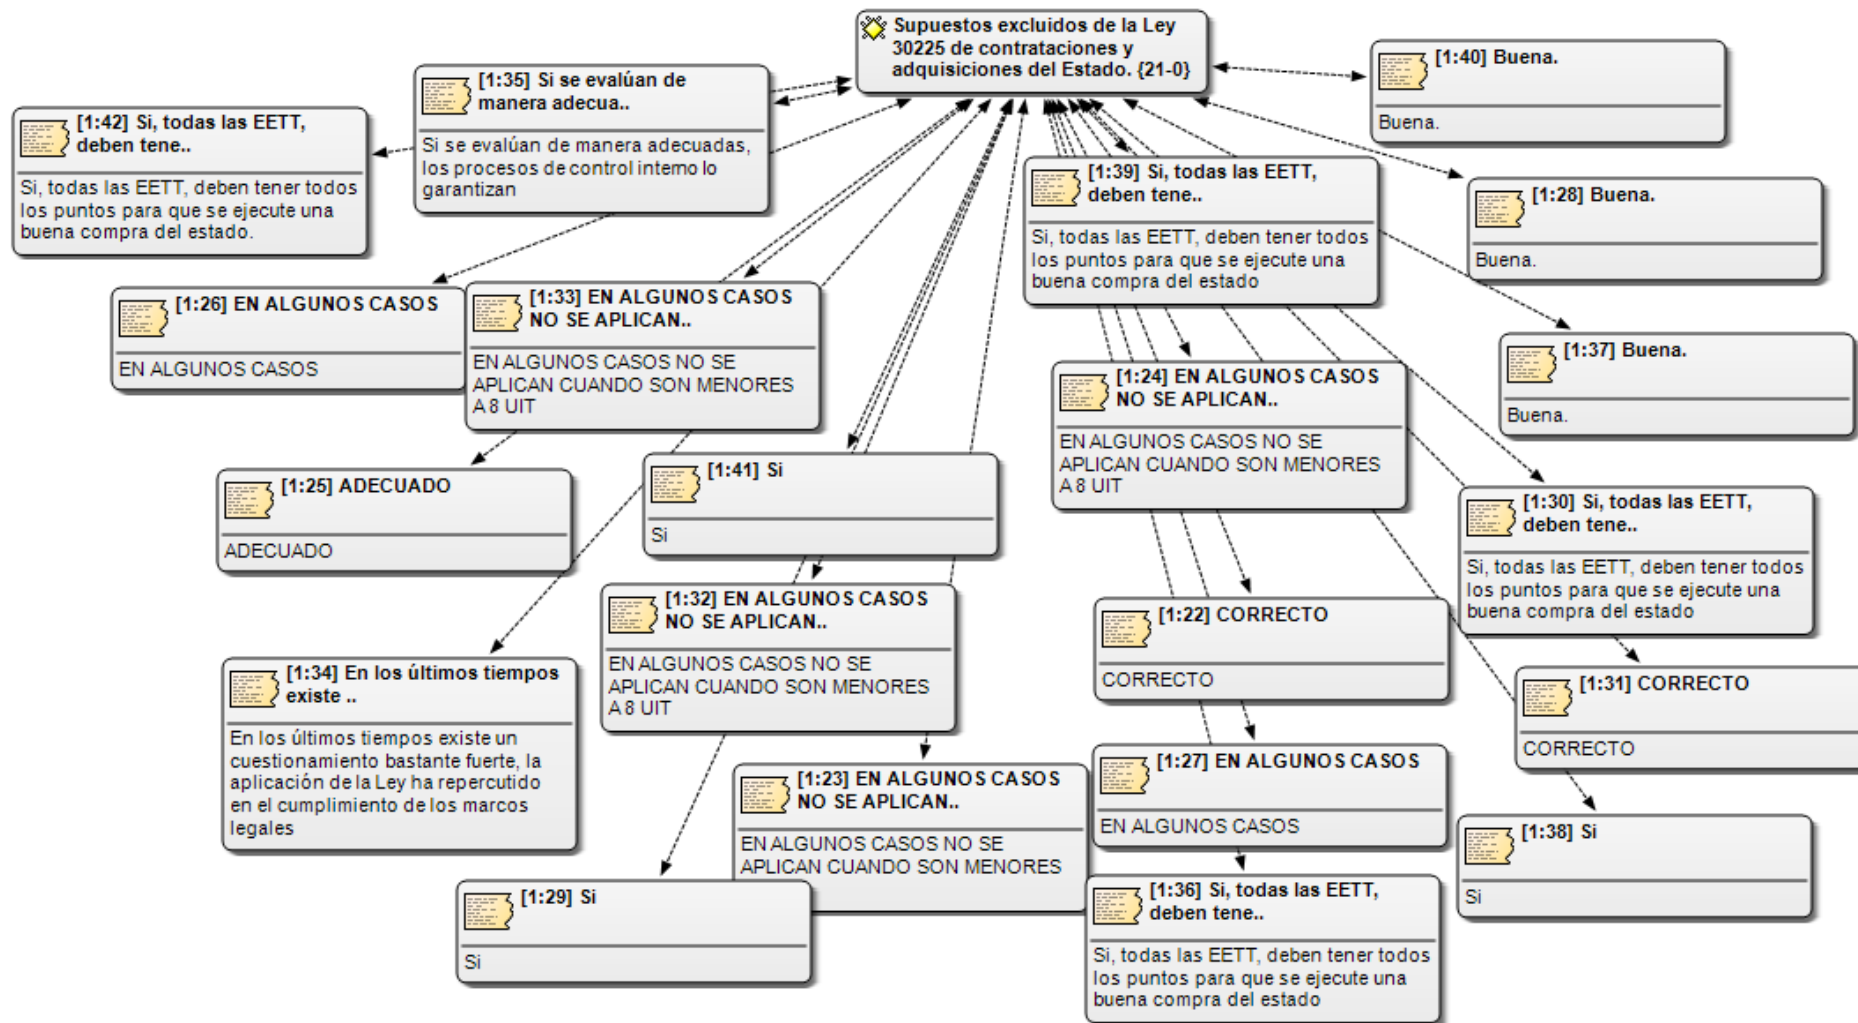 Supuestos excluidos de la Ley
30225 de contrataciones y
adquisiciones del Estado. {21-0}
[1:40] Buena.
Buena.
[1:35] Si se evalúan de
manera adecua..
Si se evalúan de manera adecuadas,
los procesos de control interno lo
garantizan
[1:42] Si, todas las EETT,
deben tene..
Si, todas las EETT, deben tener todos
los puntos para que se ejecute una
buena compra del estado.
[1:39] Si, todas las EETT,
deben tene..
Si, todas las EETT, deben tener todos
los puntos para que se ejecute una
buena compra del estado
[1:28] Buena.
Buena.
[1:26] EN ALGUNOS CASOS
EN ALGUNOS CASOS
[1:33] EN ALGUNOS CASOS
NO SE APLICAN..
EN ALGUNOS CASOS NO SE
APLICAN CUANDO SON MENORES
A 8 UIT
[1:37] Buena.
Buena.
[1:24] EN ALGUNOS CASOS
NO SE APLICAN..
EN ALGUNOS CASOS NO SE
APLICAN CUANDO SON MENORES
A 8 UIT
[1:25] ADECUADO
ADECUADO
[1:41] Si
Si
[1:30] Si, todas las EETT,
deben tene..
Si, todas las EETT, deben tener todos
los puntos para que se ejecute una
buena compra del estado
[1:32] EN ALGUNOS CASOS
NO SE APLICAN..
EN ALGUNOS CASOS NO SE
APLICAN CUANDO SON MENORES
A 8 UIT
[1:22] CORRECTO
CORRECTO
[1:34] En los últimos tiempos
existe ..
En los últimos tiempos existe un
cuestionamiento bastante fuerte, la
aplicación de la Ley ha repercutido
en el cumplimiento de los marcos
legales
[1:31] CORRECTO
CORRECTO
[1:23] EN ALGUNOS CASOS
NO SE APLICAN..
EN ALGUNOS CASOS NO SE
APLICAN CUANDO SON MENORES
[1:27] EN ALGUNOS CASOS
EN ALGUNOS CASOS
[1:38] Si
Si
[1:29] Si
Si
[1:36] Si, todas las EETT,
deben tene..
Si, todas las EETT, deben tener todos
los puntos para que se ejecute una
buena compra del estado